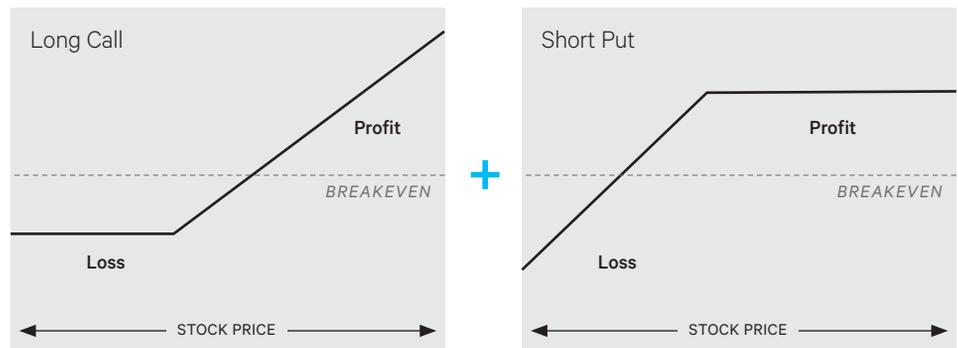 Long Call
Profit
BREAKEVEN
Loss
STOCK PRICE
+
Short Put
Profit
BREAKEVEN
Loss
STOCK PRICE